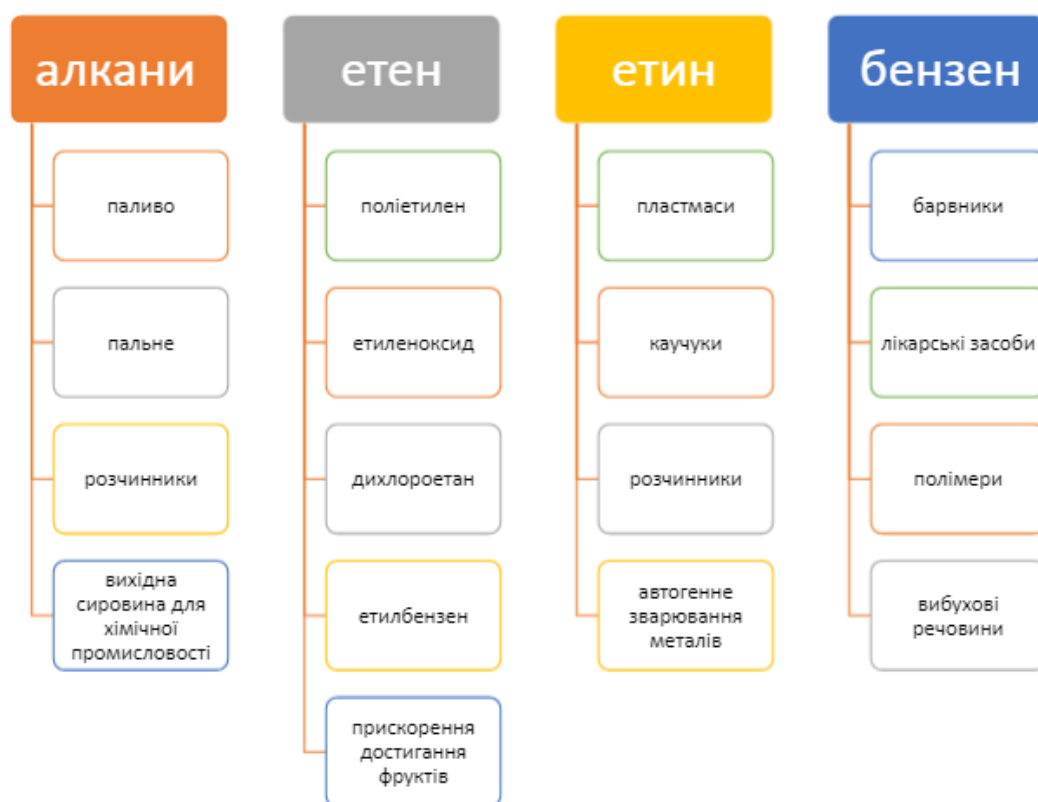 алкани
паливо
пальне
розчинники
вихідна
сировина для
хімічної
промисловості
етен
поліетилен
етиленоксид
дихлороетан
етилбензен
прискорення
достигання
фруктів
етин
пластмаси
каучуки
розчинники
автогенне
зварювання
металів
бензен
барвники
лікарські засоби
полімери
вибухові
речовини